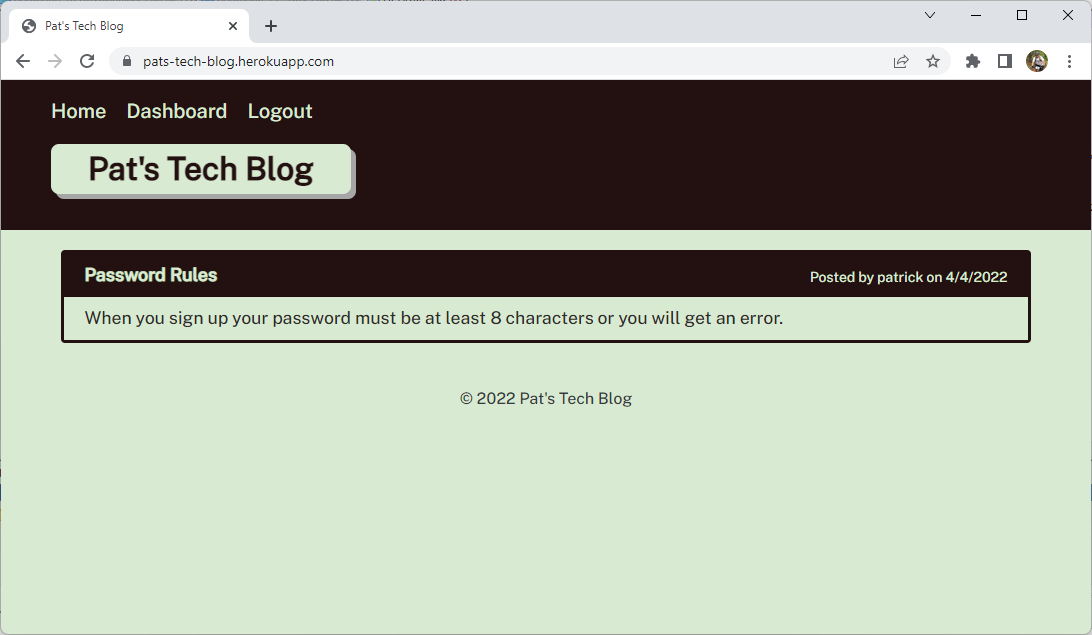 Pat's Tech Blog
pats-tech-blog.herokuapp.com
Home Dashboard Logout
Pat's Tech Blog
Password Rules Posted by patrick on 4/4/2022
When you sign up your password must be at least 8 characters or you will get an error.
© 2022 Pat's Tech Blog